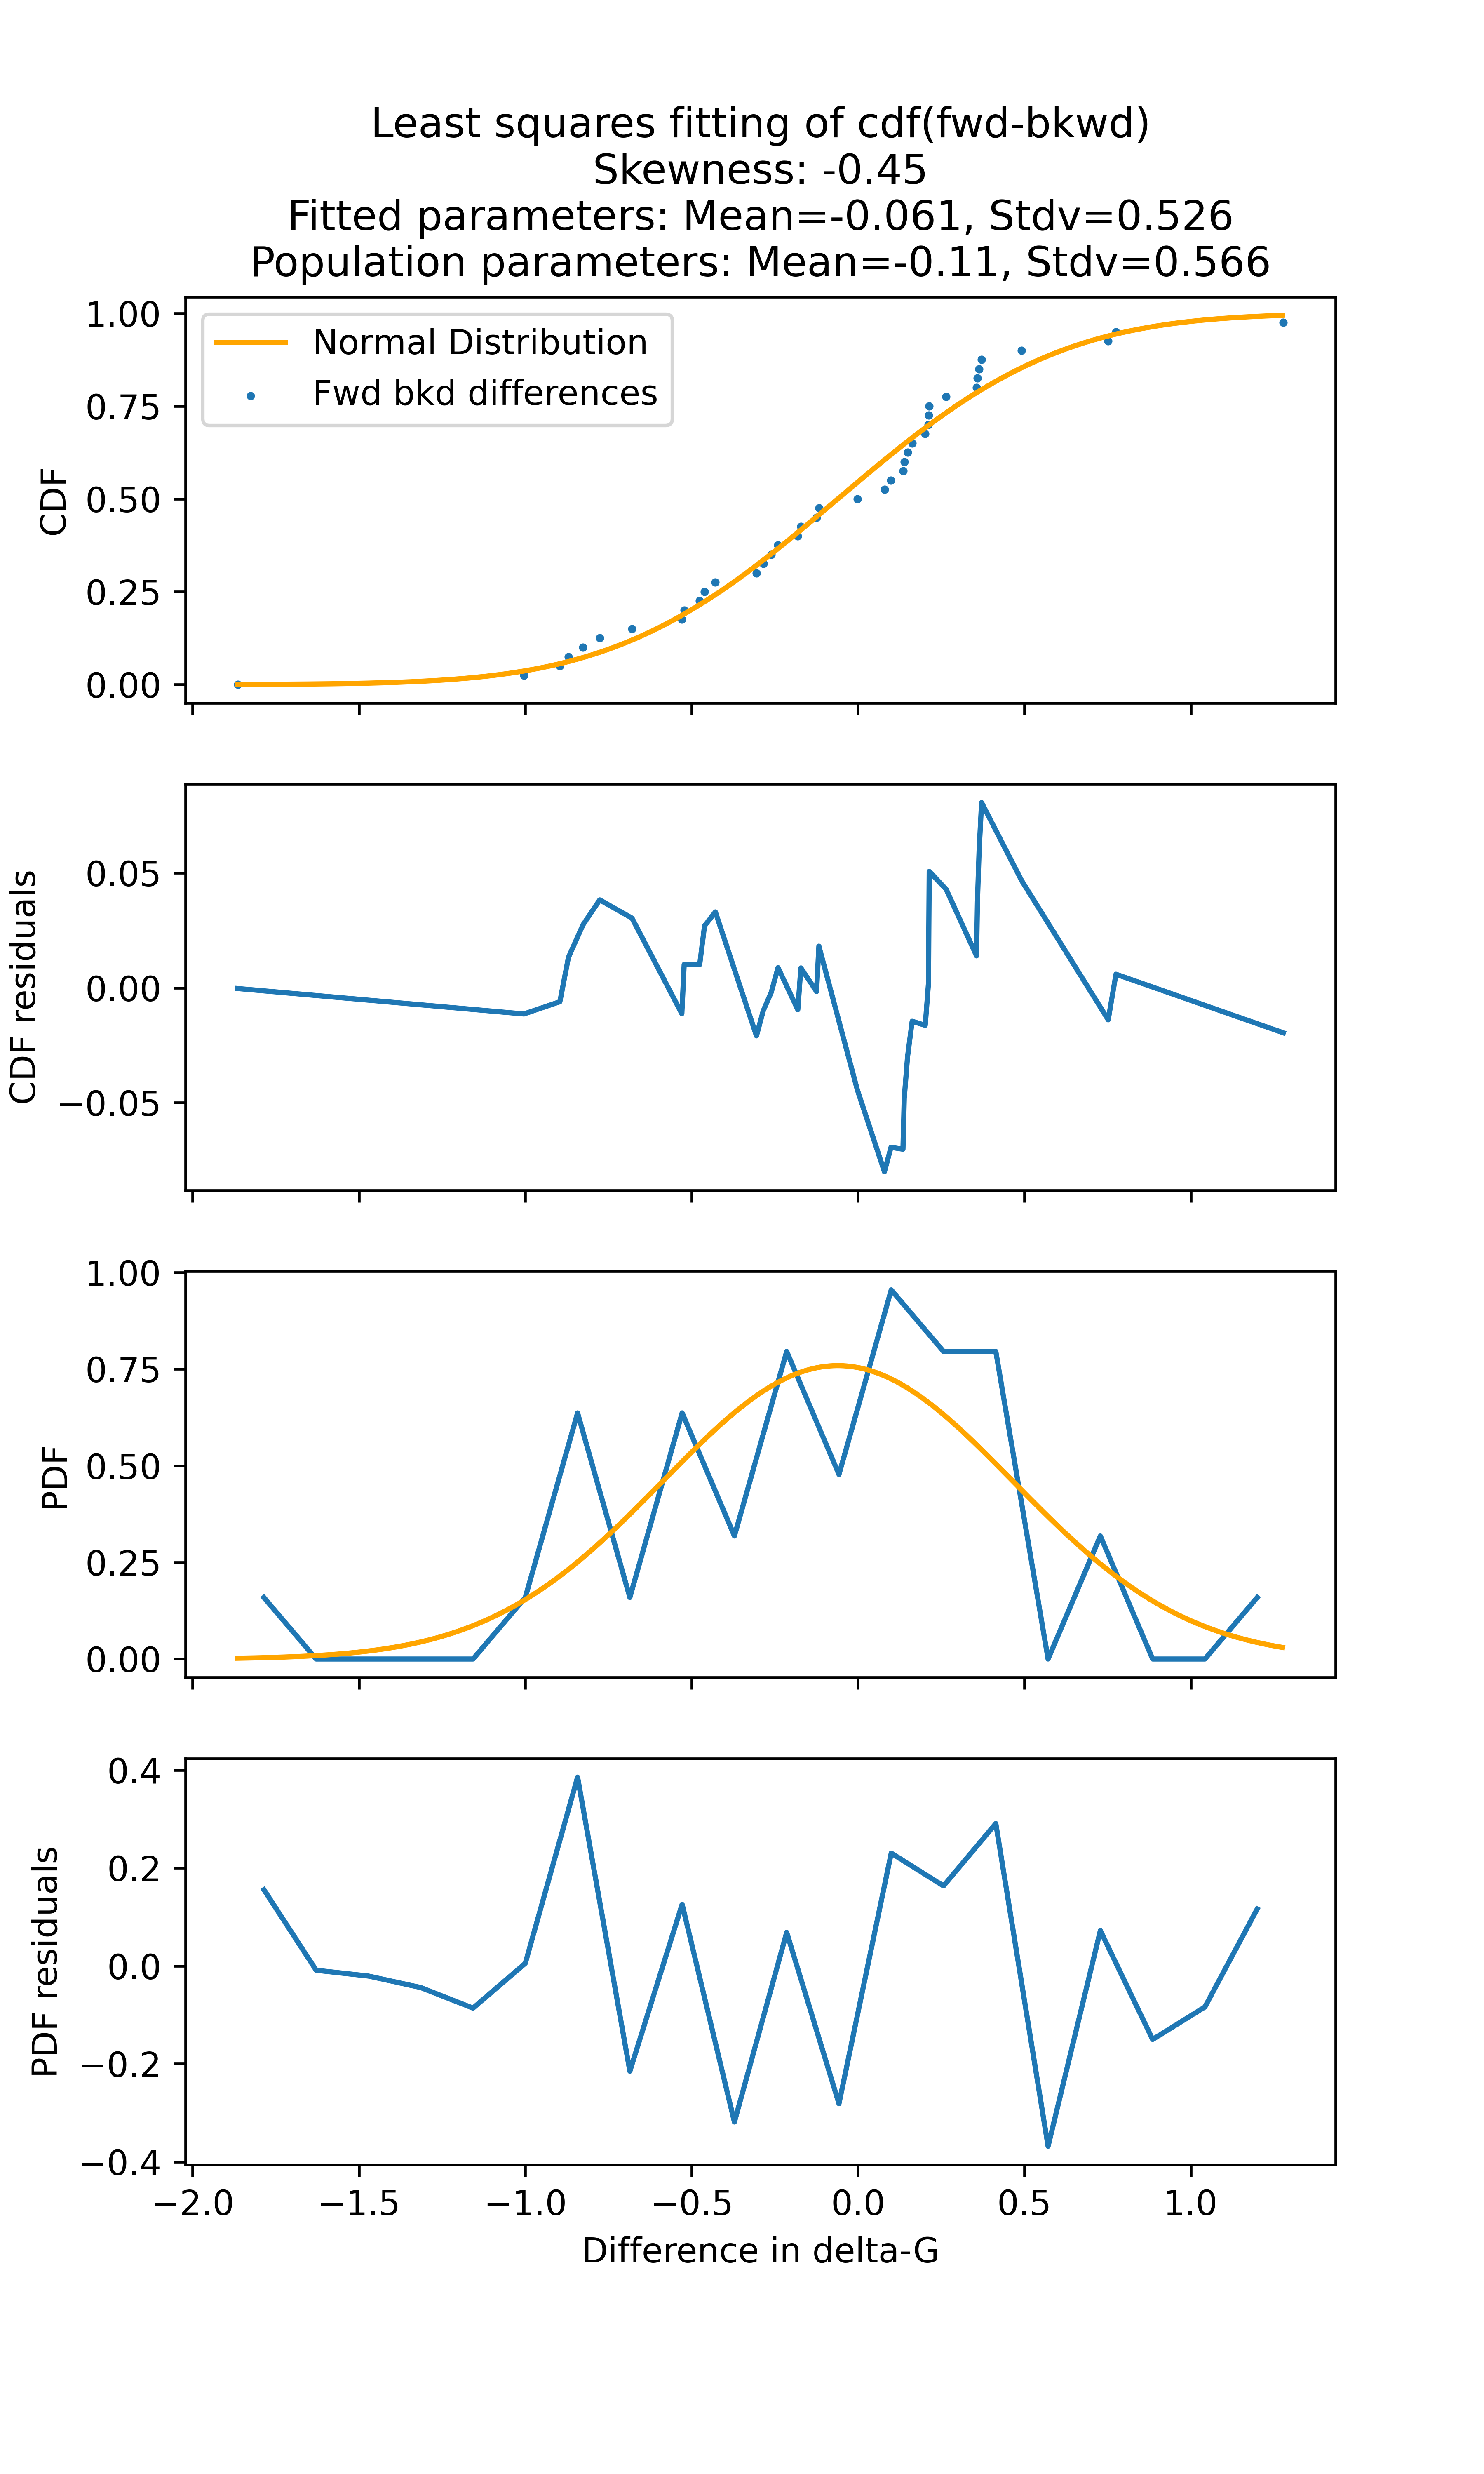 Least squares fitting of cdf(fwd-bkwd)
Skewness: -0.45
Fitted parameters: Mean=-0.061, Stdv=0.526
Population parameters: Mean=-0.11, Stdv=0.566
1.00
0.75
0.50
0.25
0.00
CDF
Normal Distribution
Fwd bkd differences
0.05
0.00
−0.05
CDF residuals
1.00
0.75
0.50
0.25
0.00
PDF
0.4
0.2
0.0
−0.2
−0.4
PDF residuals
−2.0 −1.5 −1.0 −0.5 0.0 0.5 1.0
Difference in delta-G